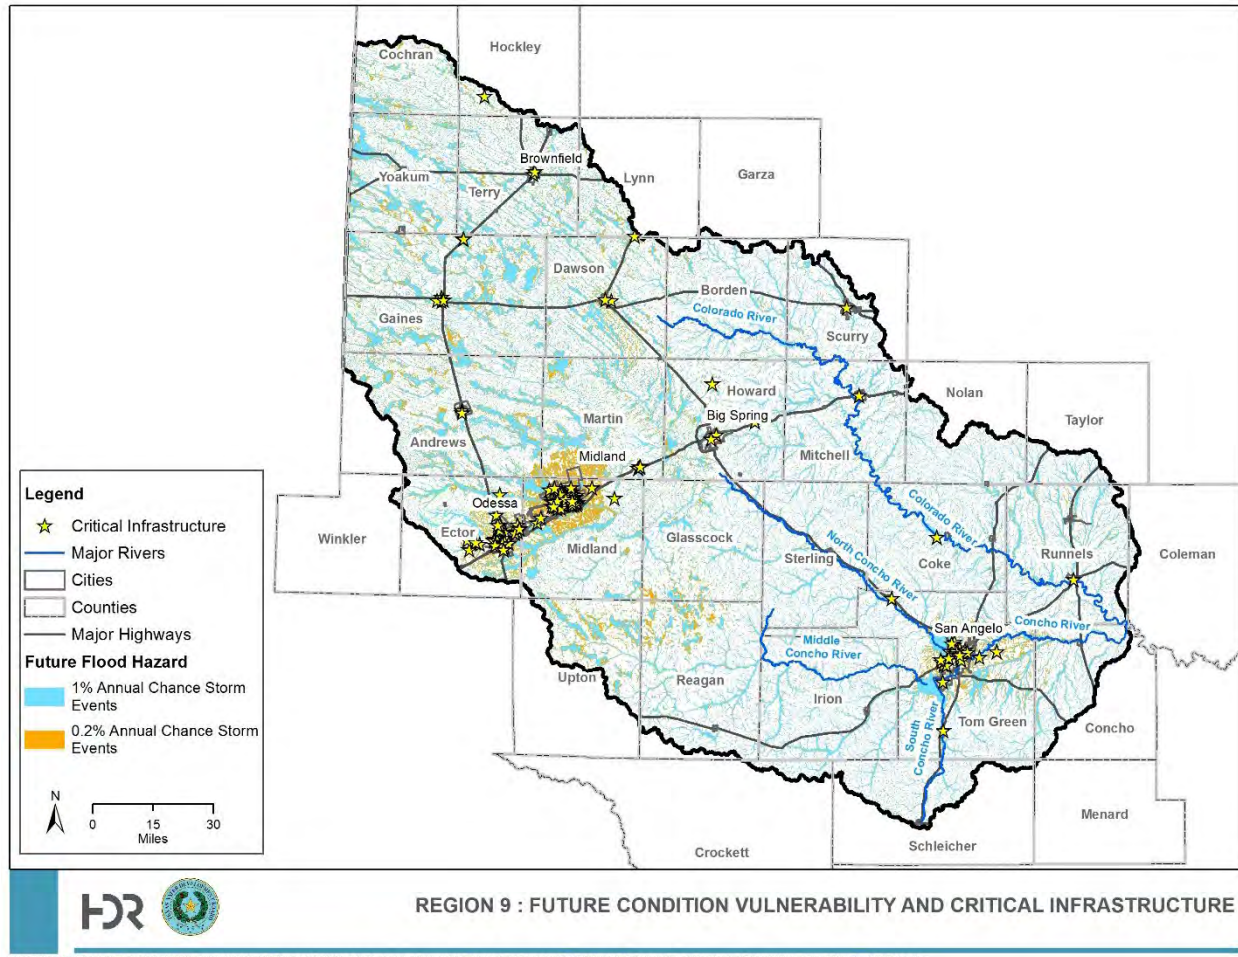 Cochran
Hockley
Brownfield
Yoakum
Terry
Lynn
Garza
Dawson
Borden
Colorado River
Gaines
Scurry
Howard
Nolan
Martin
Big Spring
Taylor
Andrews
Midland
Mitchell
Odessa
Ector
Winkler
Midland
Glasscock
Colorado River
North Concho River
Sterling
Coke
Runnels
Coleman
San Angelo
Concho River
Middle
Concho River
Upton
Reagan
Irion
South
Concho River
Tom Green
Concho
Menard
Schleicher
Crockett
Legend
Critical Infrastructure
Major Rivers
Cities
Counties
Major Highways
Future Flood Hazard
1% Annual Chance Storm
Events
0.2% Annual Chance Storm
Events
N
0 15 30
Miles
HDR
REGION 9 : FUTURE CONDITION VULNERABILITY AND CRITICAL INFRASTRUCTURE